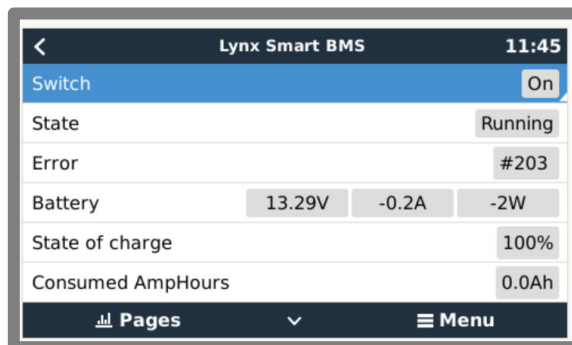 Lynx Smart BMS 11:45
Switch On
State Running
Error #203
Battery 13.29V -0.2A -2W
State of charge 100%
Consumed AmpHours 0.0Ah
Pages Menu